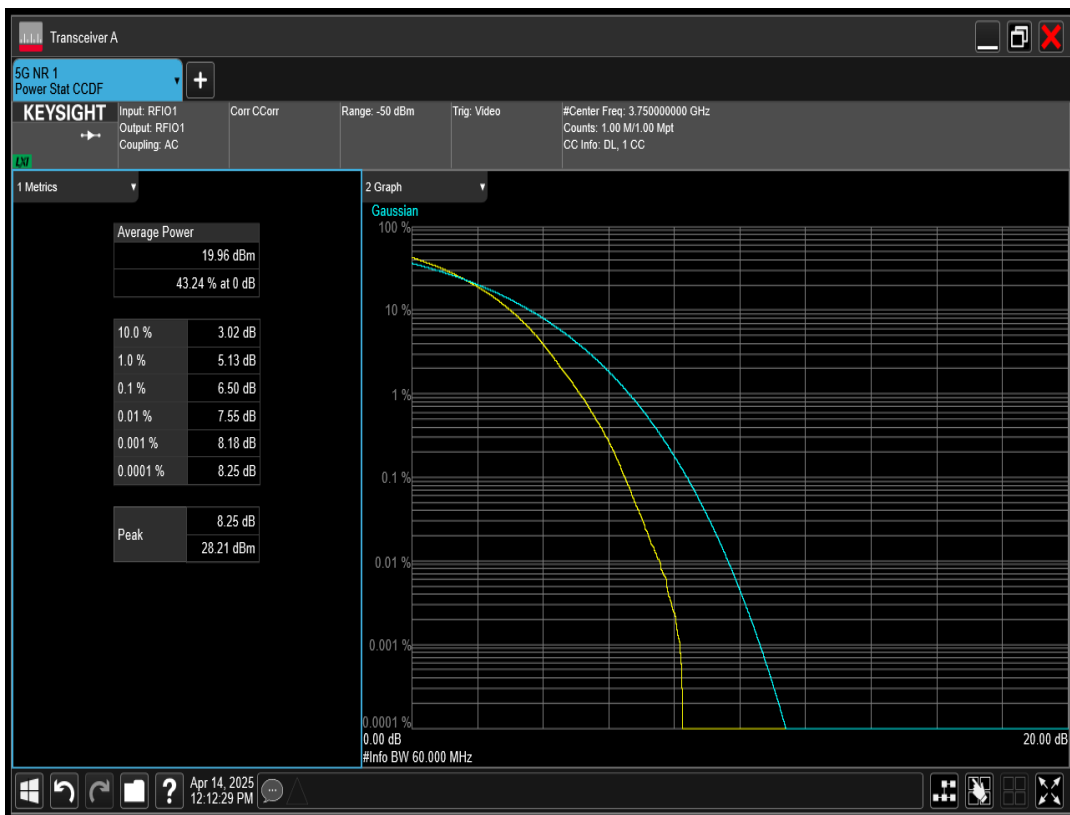 Transceiver A
5G NR 1
Power Stat CCDF
+
KEYSIGHT
LXI
Input: RFIO1
Output: RFIO1
Coupling: AC
Corr CCorr
Range: -50 dBm
Trig: Video
#Center Freq: 3.750000000 GHz
Counts: 1.00 M/1.00 Mpt
CC Info: DL, 1 CC
1 Metrics
Average Power
19.96 dBm
43.24 % at 0 dB
10.0 % 3.02 dB
1.0 % 5.13 dB
0.1 % 6.50 dB
0.01 % 7.55 dB
0.001 % 8.18 dB
0.0001 % 8.25 dB
Peak
8.25 dB
28.21 dBm
2 Graph
Gaussian
100 %
10 %
1 %
0.1 %
0.01 %
0.001 %
0.0001 %
0.00 dB 20.00 dB
#Info BW 60.000 MHz
?
Apr 14, 2025
12:12:29 PM